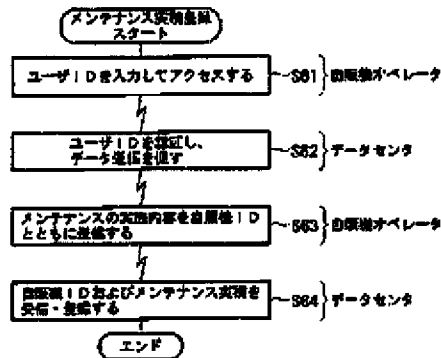 メンテナンス実績登録
スタート
ユーザIDを入力してアクセスする
S61
自販機オペレータ
ユーザIDを確認し、
データ送信を促す
S62
データセンタ
メンテナンスの実施内容を自販機ID
とともに送信する
S63
自販機オペレータ
自販機IDおよびメンテナンス実績を
受信・登録する
S64
データセンタ
エンド